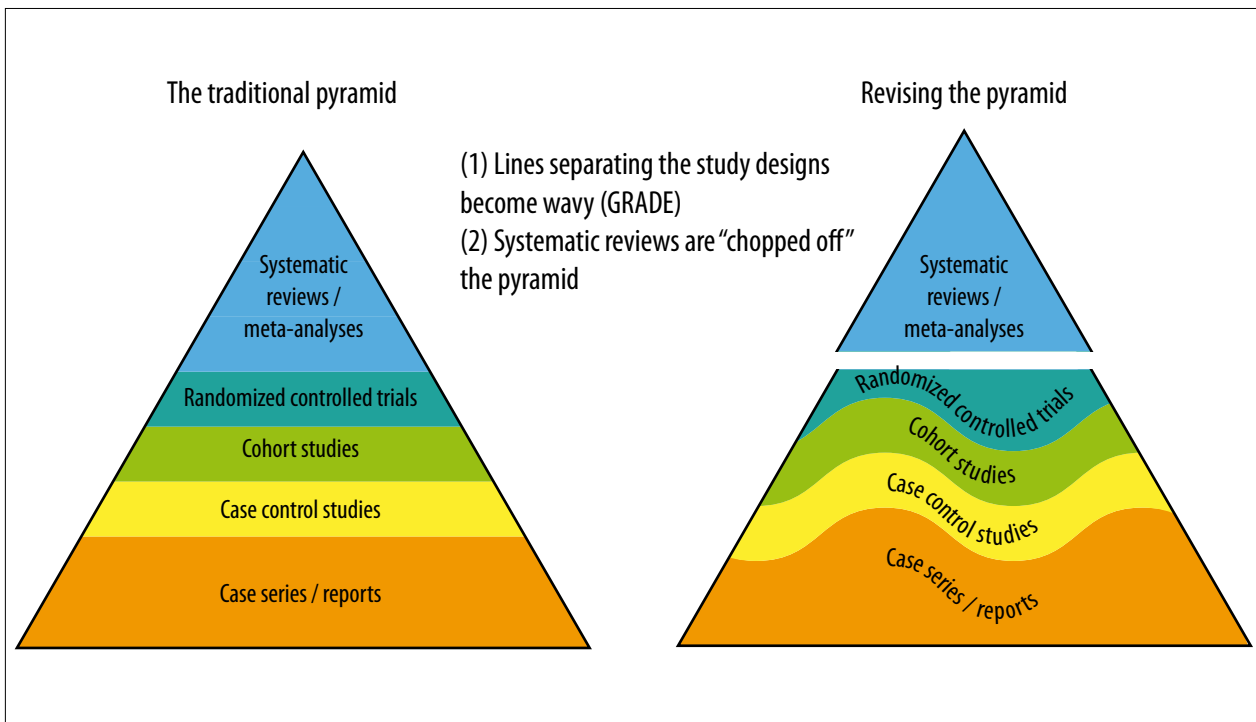 The traditional pyramid
Systematic
reviews /
meta-analyses
Randomized controlled trials
Cohort studies
Case control studies
Case series / reports
(1) Lines separating the study designs
become wavy (GRADE)
(2) Systematic reviews are “chopped off”
the pyramid
Revising the pyramid
Systematic
reviews /
meta-analyses
Randomized controlled trials
Cohort studies
Case control studies
Case series / reports